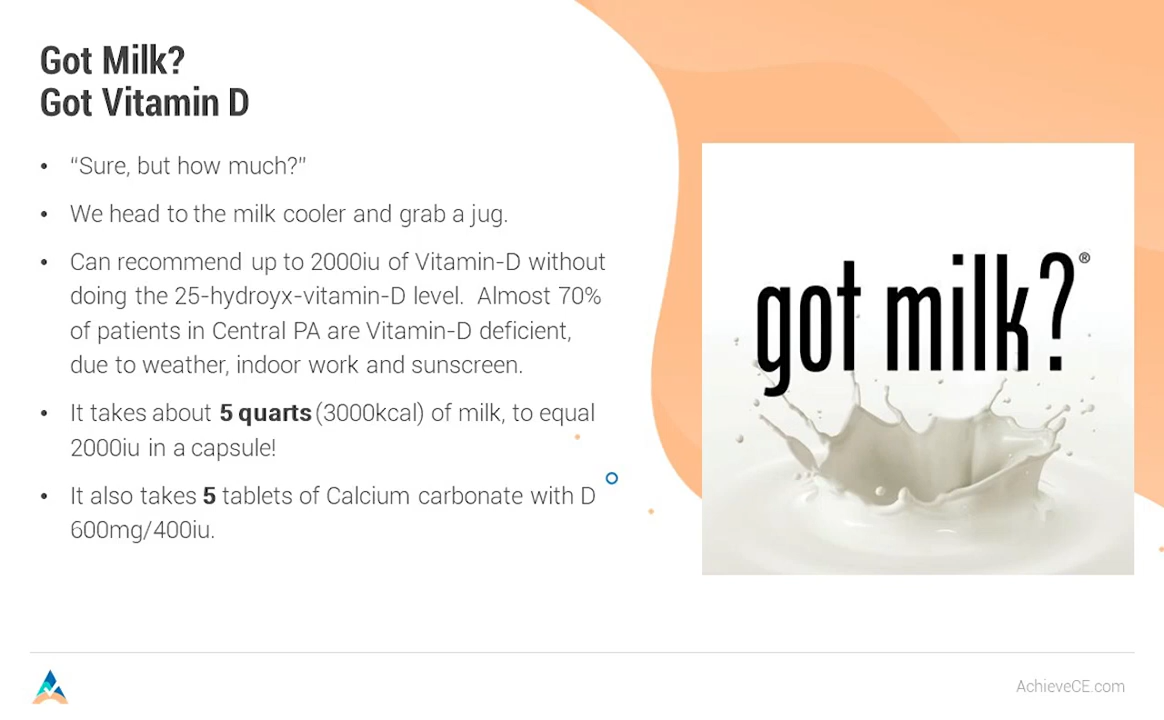 Got Milk?
Got Vitamin D
• “Sure, but how much?”
• We head to the milk cooler and grab a jug.
• Can recommend up to 2000iu of Vitamin-D without
doing the 25-hydroyx-vitamin-D level.  Almost 70%
of patients in Central PA are Vitamin-D deficient,
due to weather, indoor work and sunscreen.
• It takes about 5 quarts (3000kcal) of milk, to equal
2000iu in a capsule!
• It also takes 5 tablets of Calcium carbonate with D
600mg/400iu.
got milk?®
AchieveCE.com